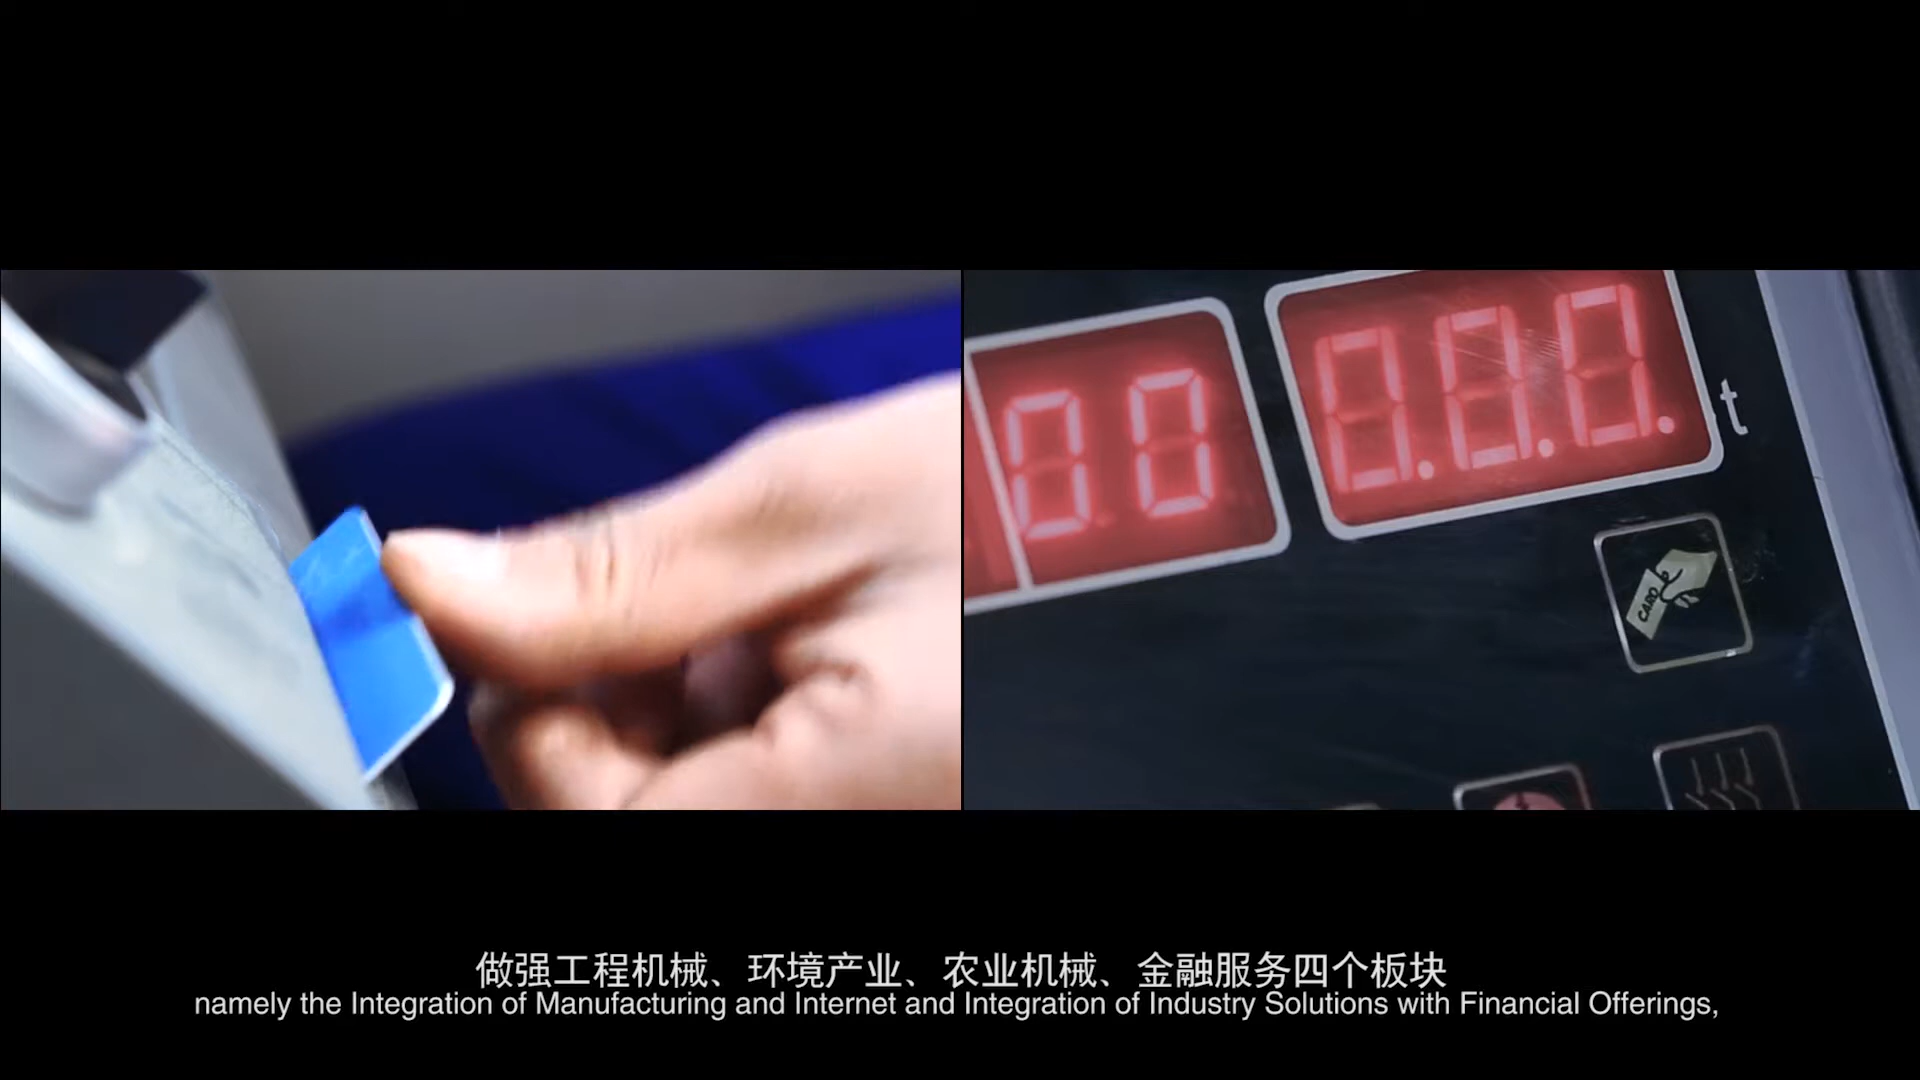 00 0.0.0. t
CARD
做强工程机械、环境产业、农业机械、金融服务四个板块
namely the Integration of Manufacturing and Internet and Integration of Industry Solutions with Financial Offerings,